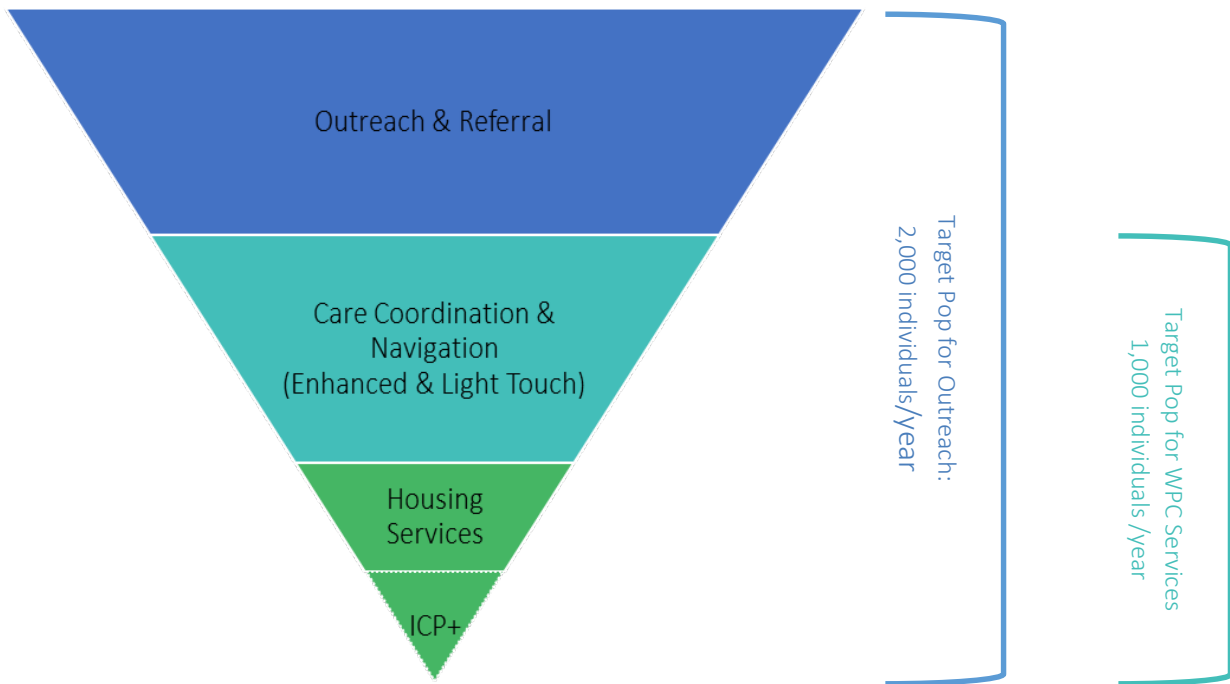 Outreach & Referral
Care Coordination &
Navigation
(Enhanced & Light Touch)
Housing
Services
ICP+
Target Pop for Outreach:
2,000 individuals/year
Target Pop for WPC Services
1,000 individuals /year